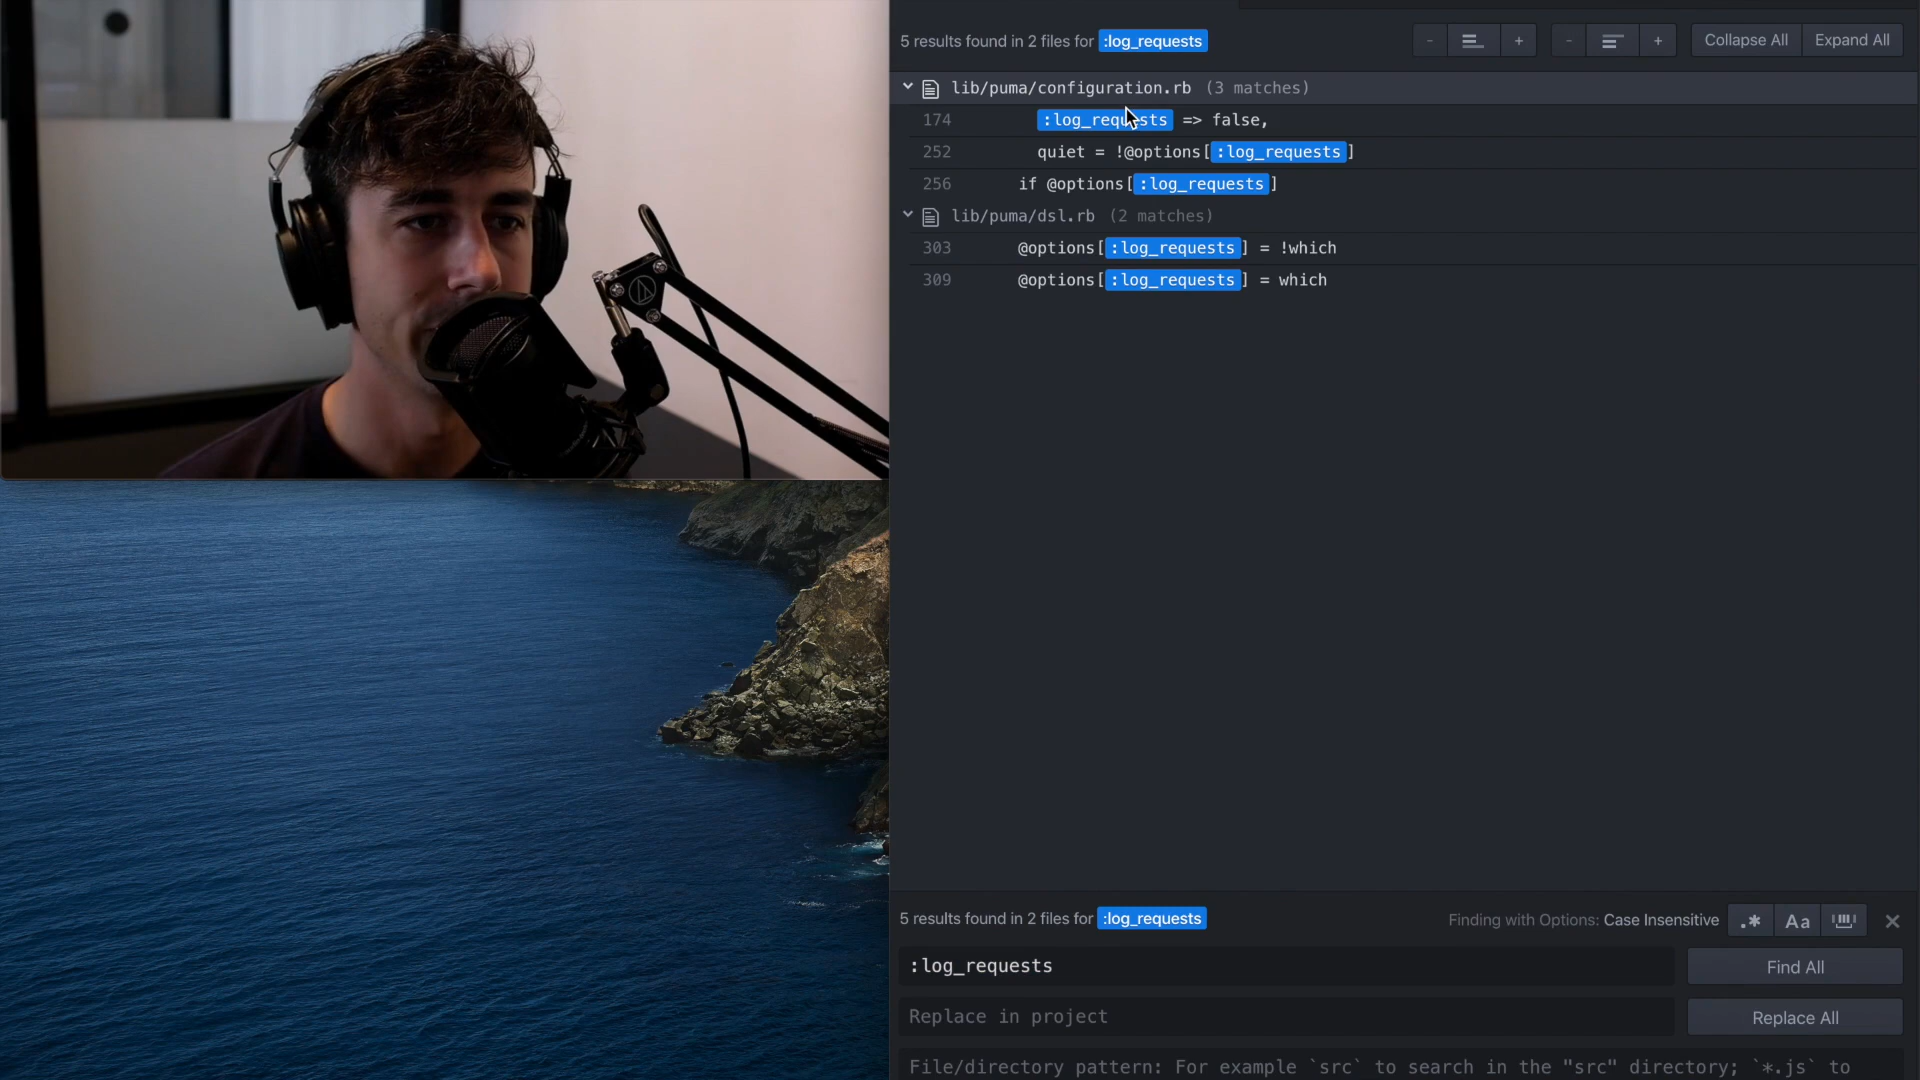 5 results found in 2 files for :log_requests
- + - + Collapse All Expand All
lib/puma/configuration.rb (3 matches)
174 :log_requests => false,
252 quiet = !@options[:log_requests]
256 if @options[:log_requests]
lib/puma/dsl.rb (2 matches)
303 @options[:log_requests] = !which
309 @options[:log_requests] = which
5 results found in 2 files for :log_requests
Finding with Options: Case Insensitive .* Aa
:log_requests
Find All
Replace in project
Replace All
File/directory pattern: For example `src` to search in the "src" directory; `*.js` to